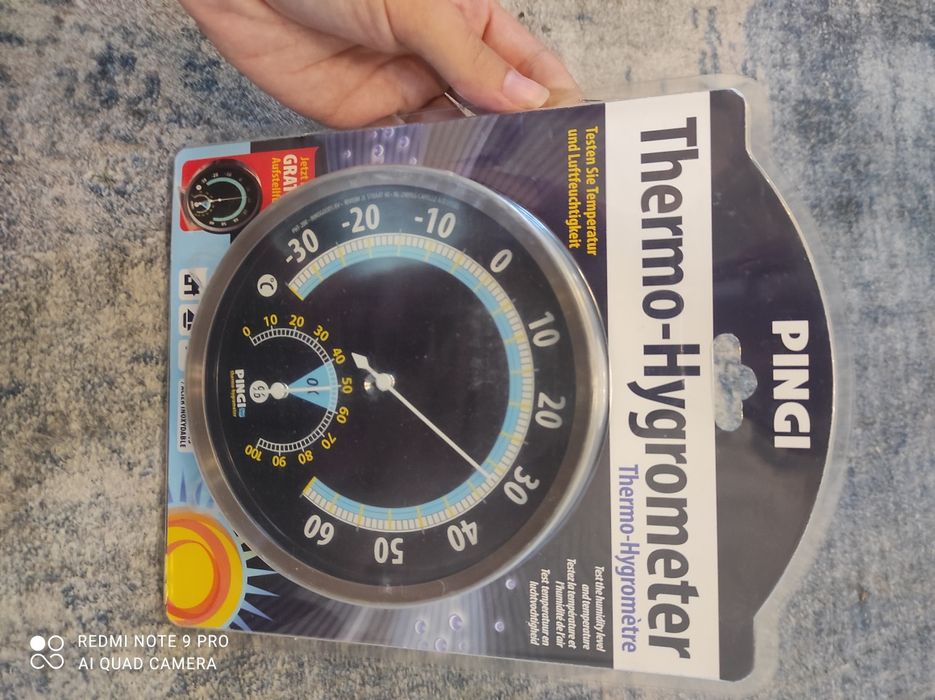 PINGI
Thermo-Hygrometer
Thermo-Hygromètre
Testen Sie Temperatur
und Luftfeuchtigkeit
Test the humidity level
and temperature
Testez la température et
l'humidité de l'air
Test temperatuur en
luchtvochtigheid
-30
-20
-10
0
10
20
30
40
50
60
°C
0
10
20
30
40
50
60
70
80
90
100
PINGI
thermo-hygrometer
Jetzt
INOXYDABLE
REDMI NOTE 9 PRO
AI QUAD CAMERA